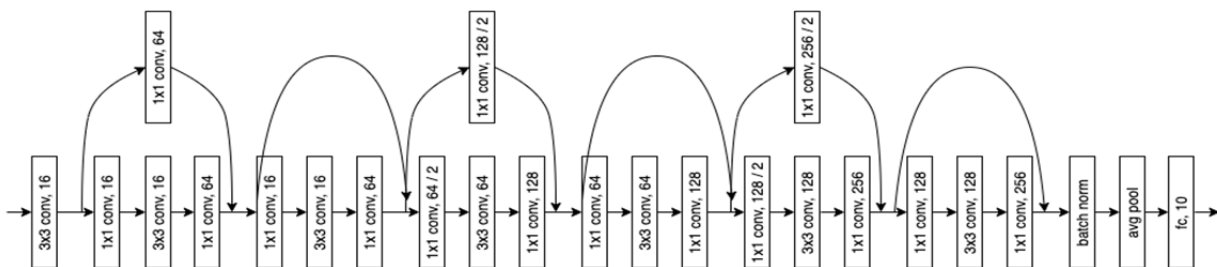 1x1 conv, 64
1x1 conv, 128 / 2
1x1 conv, 256 / 2
3x3 conv, 16
1x1 conv, 16
3x3 conv, 16
1x1 conv, 64
1x1 conv, 16
3x3 conv, 16
1x1 conv, 64
1x1 conv, 64 / 2
3x3 conv, 64
1x1 conv, 128
1x1 conv, 64
3x3 conv, 64
1x1 conv, 128
1x1 conv, 128 / 2
3x3 conv, 128
1x1 conv, 256
1x1 conv, 128
3x3 conv, 128
1x1 conv, 256
batch norm
avg pool
fc, 10